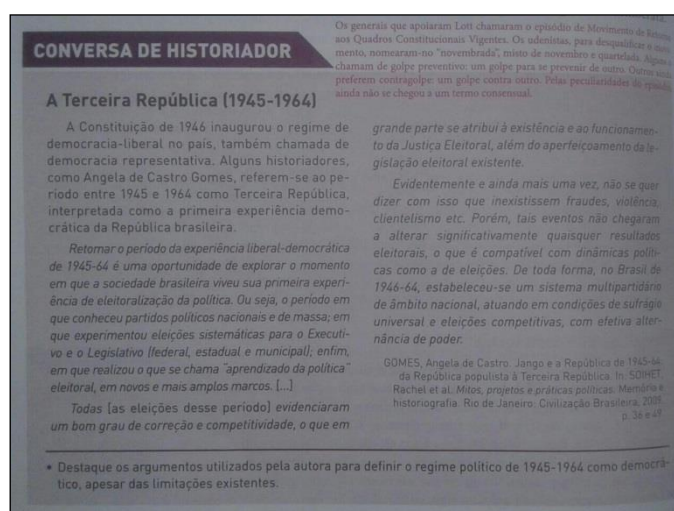 Os generais que apoiaram Lott chamaram o episódio de Movimento de
aos Quadros Constitucionais Vigentes. Os udenistas, para desqualificar o
mento, nomearam-no "novembrada", misto de novembro e quartelada. Alguns
chamam de golpe preventivo: um golpe para se prevenir de outro. Outros ainda
preferem contragolpe: um golpe contra outro. Pelas peculiaridades do episódio,
ainda não se chegou a um termo consensual.
CONVERSA DE HISTORIADOR
A Terceira República (1945-1964)
A Constituição de 1946 inaugurou o regime de
democracia-liberal no país, também chamada de
democracia representativa. Alguns historiadores,
como Angela de Castro Gomes, referem-se ao pe-
ríodo entre 1945 e 1964 como Terceira República,
interpretada como a primeira experiência demo-
crática da República brasileira.
Retomar o período da experiência liberal-democrática
de 1945-64 é uma oportunidade de explorar o momento
em que a sociedade brasileira viveu sua primeira experi-
ência de eleitoralização da política. Ou seja, o período em
que conheceu partidos políticos nacionais e de massa; em
que experimentou eleições sistemáticas para o Executi-
vo e o Legislativo (federal, estadual e municipal); enfim,
em que realizou o que se chama "aprendizado da política"
eleitoral, em novos e mais amplos marcos. [...]
Todas [as eleições desse período] evidenciaram
um bom grau de correção e competitividade, o que em
grande parte se atribui à existência e ao funcionamen-
to da Justiça Eleitoral, além do aperfeiçoamento da le-
gislação eleitoral existente.
Evidentemente e ainda mais uma vez, não se quer
dizer com isso que inexistissem fraudes, violência,
clientelismo etc. Porém, tais eventos não chegaram
a alterar significativamente quaisquer resultados
eleitorais, o que é compatível com dinâmicas políti-
cas como a de eleições. De toda forma, no Brasil de
1946-64, estabeleceu-se um sistema multipartidário
de âmbito nacional, atuando em condições de sufrágio
universal e eleições competitivas, com efetiva alter-
nância de poder.
GOMES, Angela de Castro. Jango e a República de 1945-64:
da República populista à Terceira República. In: SOIHET,
Rachel et al. Mitos, projetos e práticas políticas. Memória e
historiografia. Rio de Janeiro: Civilização Brasileira, 2009.
p. 36 e 49.
• Destaque os argumentos utilizados pela autora para definir o regime político de 1945-1964 como democrá-
tico, apesar das limitações existentes.